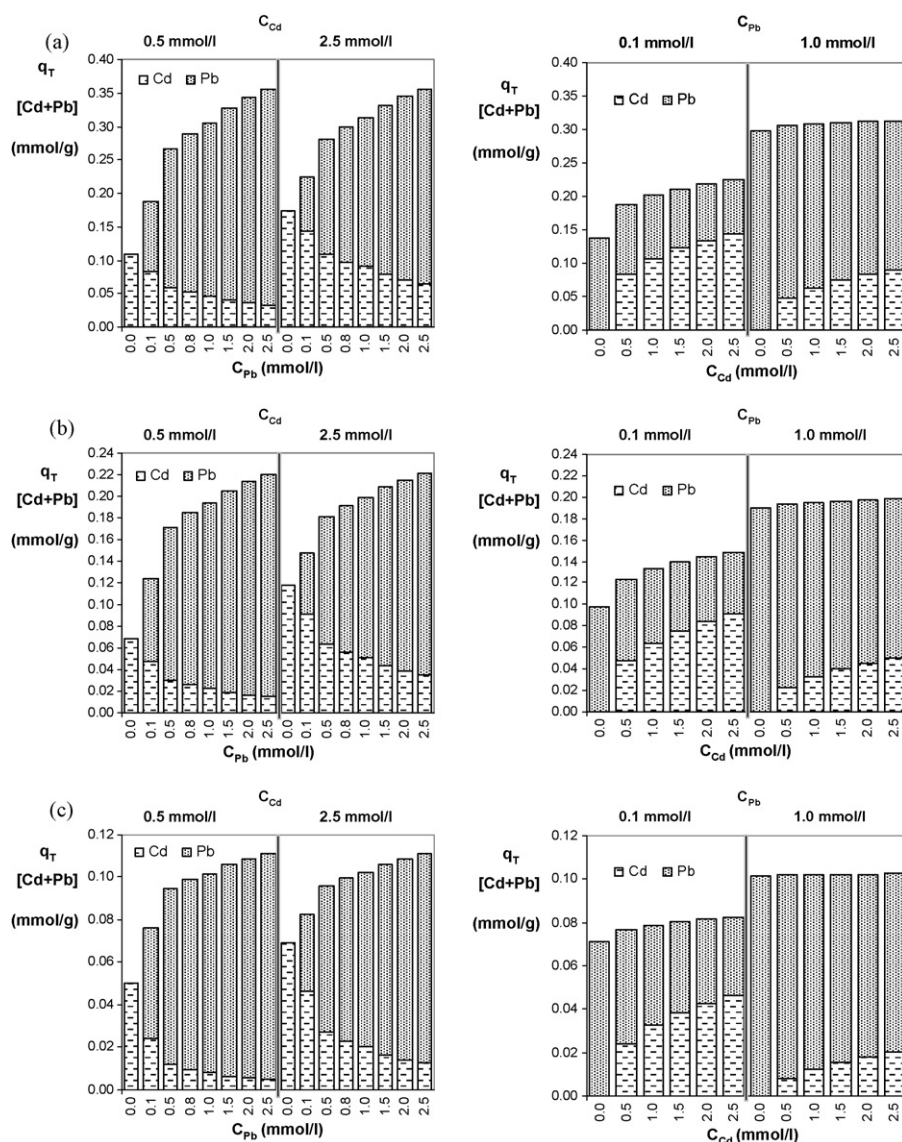 (a)
C_Cd
0.5 mmol/l 2.5 mmol/l
q_T
[Cd+Pb]
(mmol/g)
0.40
0.35
0.30
0.25
0.20
0.15
0.10
0.05
0.00
Cd Pb
0.0 0.1 0.5 0.8 1.0 1.5 2.0 2.5 0.0 0.1 0.5 0.8 1.0 1.5 2.0 2.5
C_Pb (mmol/l)
C_Pb
0.1 mmol/l 1.0 mmol/l
q_T
[Cd+Pb]
(mmol/g)
0.40
0.35
0.30
0.25
0.20
0.15
0.10
0.05
0.00
Cd Pb
0.0 0.5 1.0 1.5 2.0 2.5 0.0 0.5 1.0 1.5 2.0 2.5
C_Cd (mmol/l)
(b)
C_Cd
0.5 mmol/l 2.5 mmol/l
q_T
[Cd+Pb]
(mmol/g)
0.24
0.22
0.20
0.18
0.16
0.14
0.12
0.10
0.08
0.06
0.04
0.02
0.00
Cd Pb
0.0 0.1 0.5 0.8 1.0 1.5 2.0 2.5 0.0 0.1 0.5 0.8 1.0 1.5 2.0 2.5
C_Pb (mmol/l)
C_Pb
0.1 mmol/l 1.0 mmol/l
q_T
[Cd+Pb]
(mmol/g)
0.24
0.22
0.20
0.18
0.16
0.14
0.12
0.10
0.08
0.06
0.04
0.02
0.00
Cd Pb
0.0 0.5 1.0 1.5 2.0 2.5 0.0 0.5 1.0 1.5 2.0 2.5
C_Cd (mmol/l)
(c)
C_Cd
0.5 mmol/l 2.5 mmol/l
q_T
[Cd+Pb]
(mmol/g)
0.12
0.10
0.08
0.06
0.04
0.02
0.00
Cd Pb
0.0 0.1 0.5 0.8 1.0 1.5 2.0 2.5 0.0 0.1 0.5 0.8 1.0 1.5 2.0 2.5
C_Pb (mmol/l)
C_Pb
0.1 mmol/l 1.0 mmol/l
q_T
[Cd+Pb]
(mmol/g)
0.12
0.10
0.08
0.06
0.04
0.02
0.00
Cd Pb
0.0 0.5 1.0 1.5 2.0 2.5 0.0 0.5 1.0 1.5 2.0 2.5
C_Cd (mmol/l)